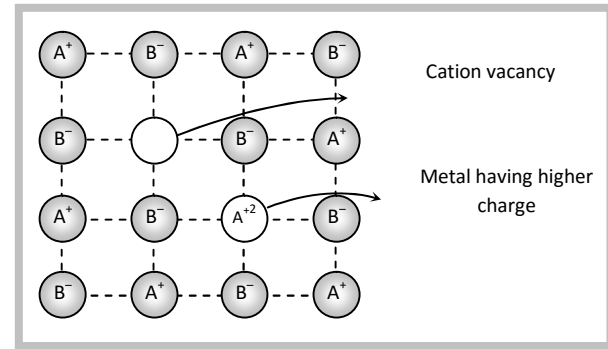 A⁺ B⁻ A⁺ B⁻
Cation vacancy
B⁻ B⁻ A⁺
Metal having higher
charge
A⁺ B⁻ A⁺² B⁻
B⁻ A⁺ B⁻ A⁺